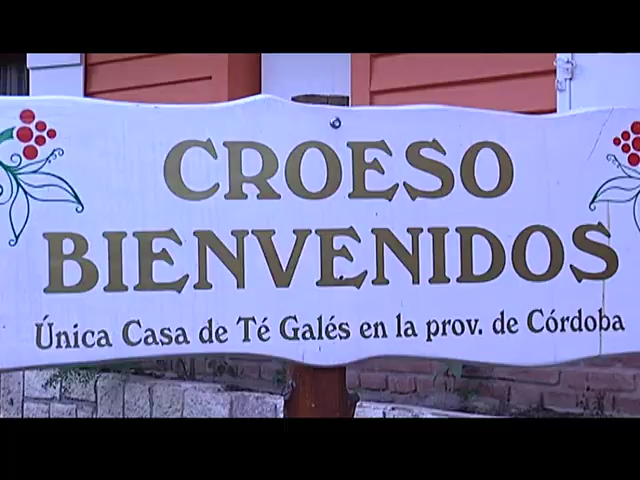 CROESO
BIENVENIDOS
Única Casa de Té Galés en la prov. de Córdoba